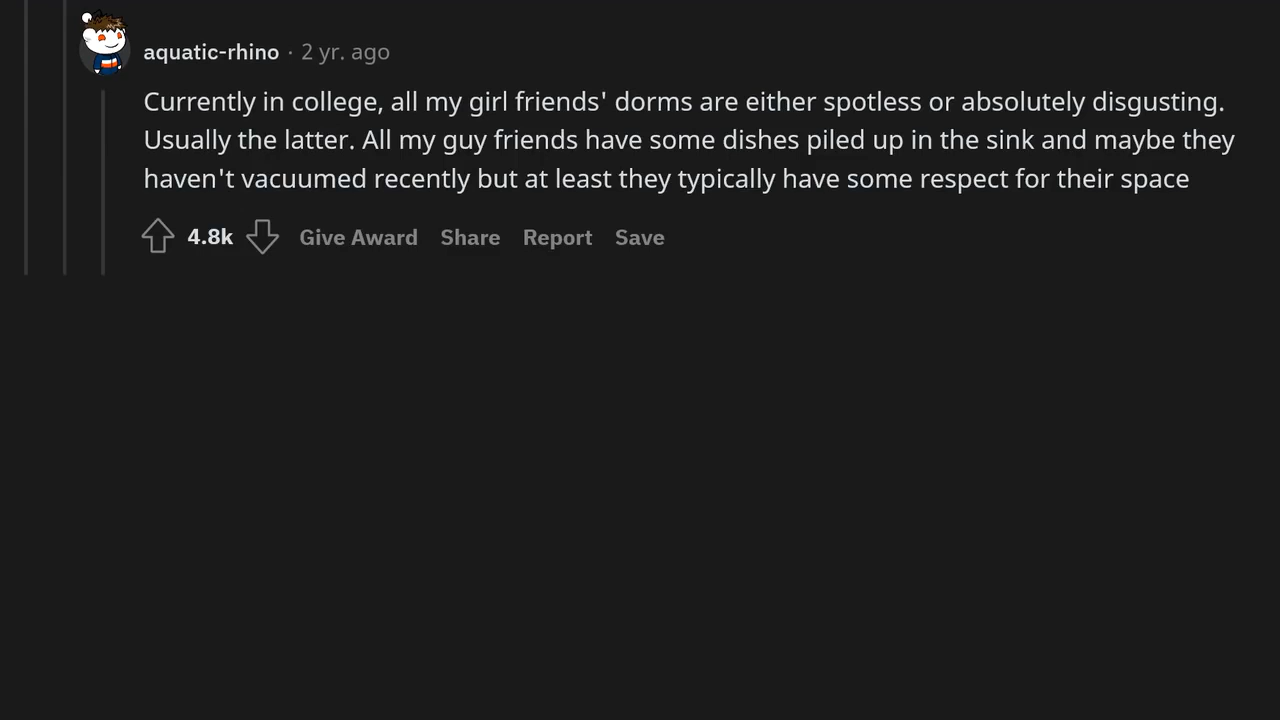 aquatic-rhino · 2 yr. ago
Currently in college, all my girl friends' dorms are either spotless or absolutely disgusting.
Usually the latter. All my guy friends have some dishes piled up in the sink and maybe they
haven't vacuumed recently but at least they typically have some respect for their space
4.8k Give Award Share Report Save